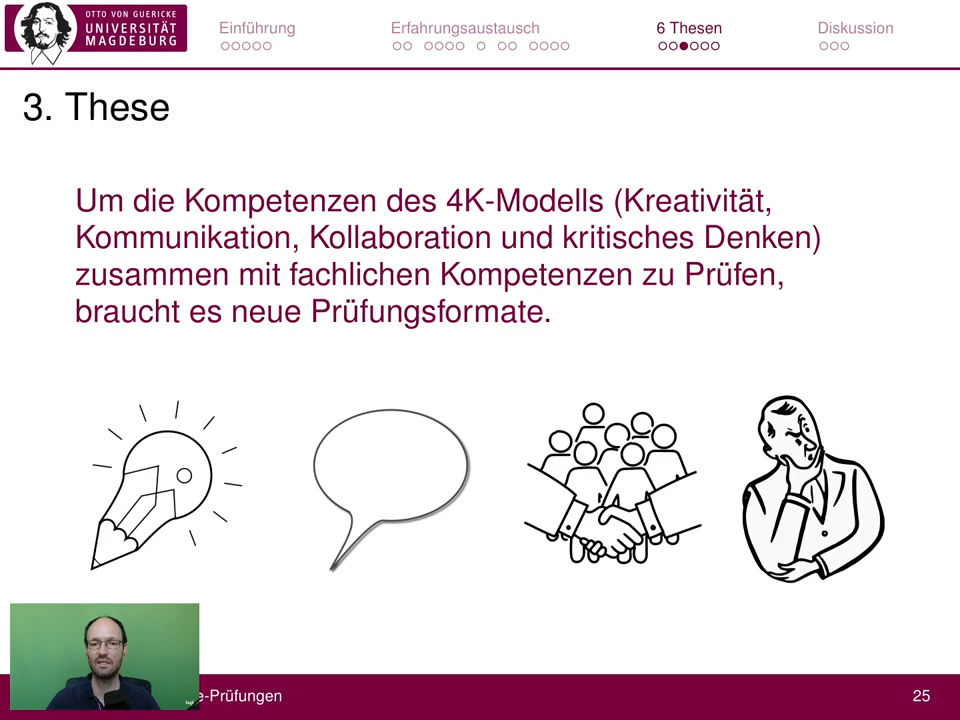 OTTO VON GUERICKE
UNIVERSITÄT
MAGDEBURG
Einführung
Erfahrungsaustausch
6 Thesen
Diskussion
3. These
Um die Kompetenzen des 4K-Modells (Kreativität,
Kommunikation, Kollaboration und kritisches Denken)
zusammen mit fachlichen Kompetenzen zu Prüfen,
braucht es neue Prüfungsformate.
e-Prüfungen
25